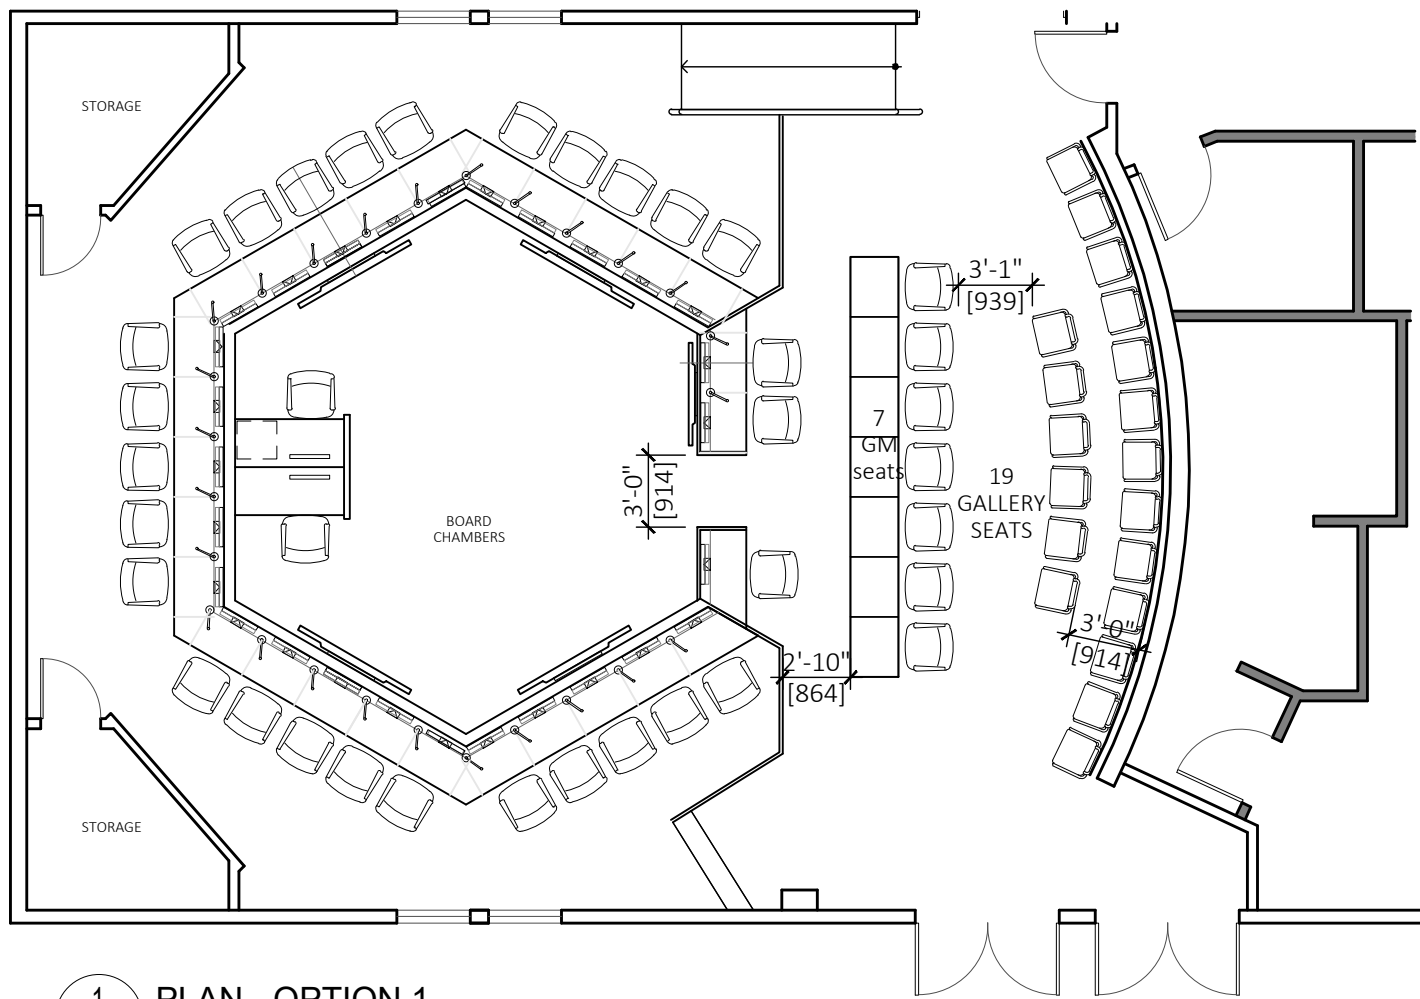 STORAGE
3'-1"
[939]
7
GM
seats
19
GALLERY
SEATS
3'-0"
[914]
BOARD
CHAMBERS
3'-0"
[914]
2'-10"
[864]
STORAGE
1 PLAN - OPTION 1